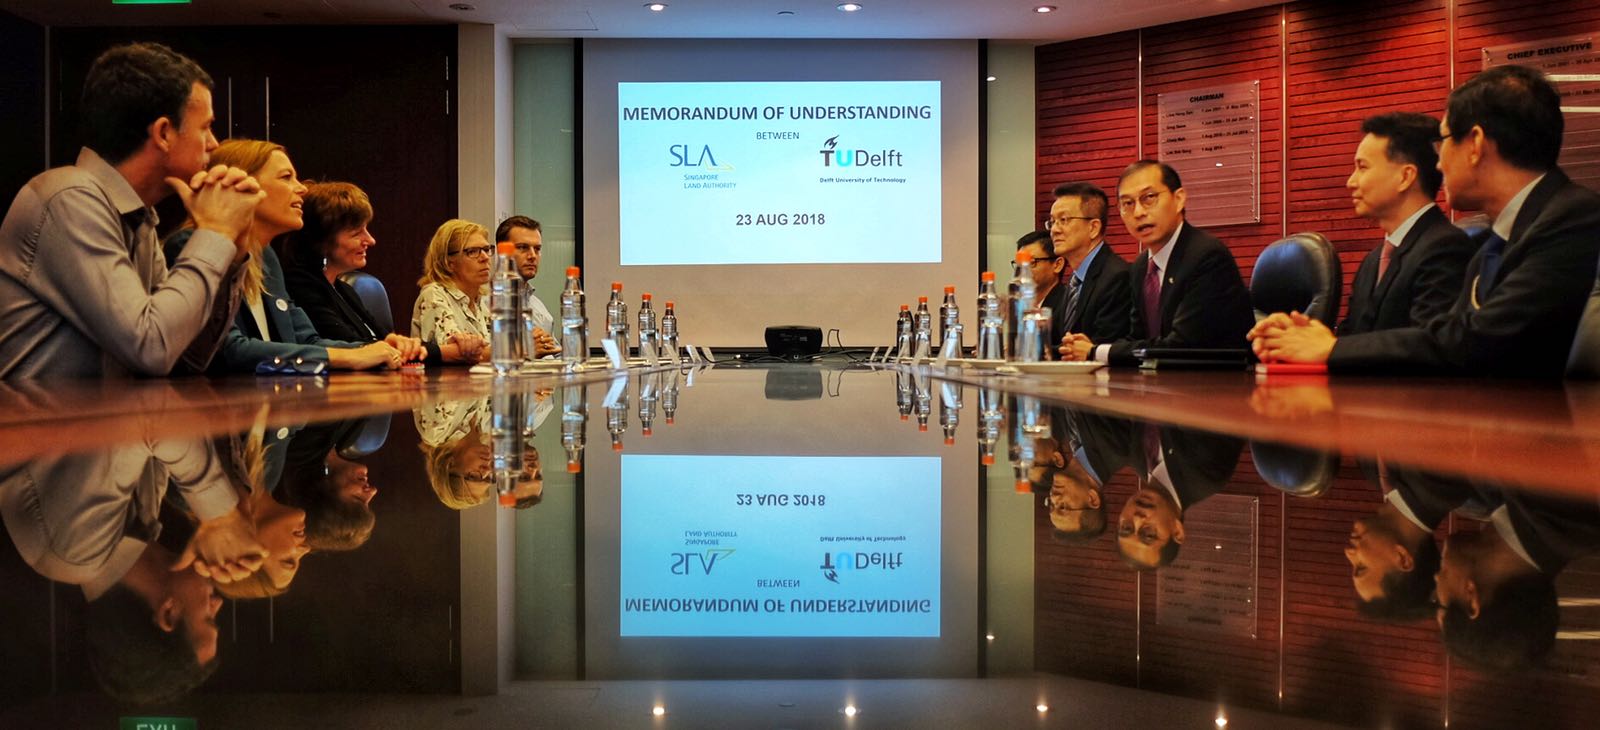 MEMORANDUM OF UNDERSTANDING
BETWEEN
SLA
SINGAPORE
LAND AUTHORITY
TUDelft
Delft University of Technology
23 AUG 2018
CHAIRMAN
CHIEF EXECUTIVE
EXIT